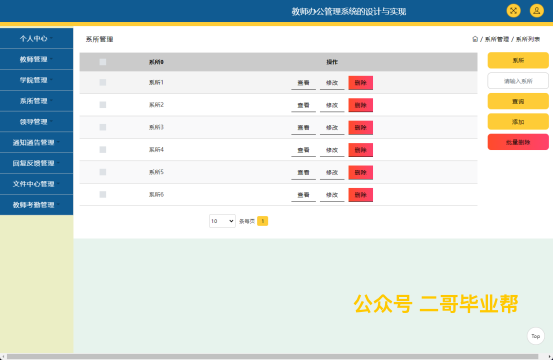 教师办公管理系统的设计与实现
个人中心
教师管理
学院管理
系所管理
领导管理
通知通告管理
回复反馈管理
文件中心管理
教师考勤管理
系所管理
/ 系所管理 / 系所列表
系所 操作
系所1 查看 修改 删除
系所2 查看 修改 删除
系所3 查看 修改 删除
系所4 查看 修改 删除
系所5 查看 修改 删除
系所6 查看 修改 删除
10 条每页 1
系所
请输入系所
查询
添加
批量删除
公众号 二哥毕业帮
Top